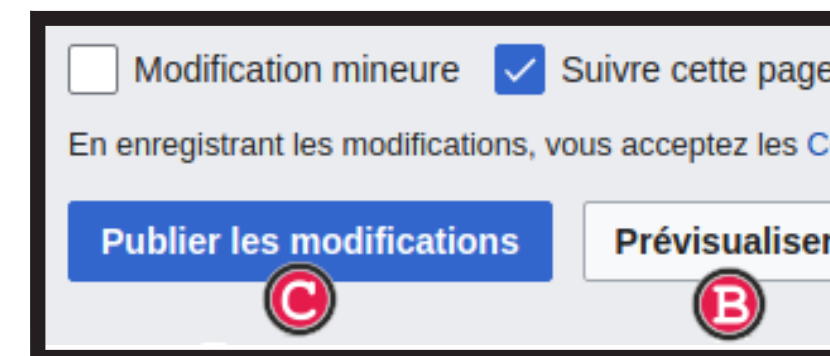 Modification mineure Suivre cette page
En enregistrant les modifications, vous acceptez les C
Publier les modifications Prévisualiser
C B